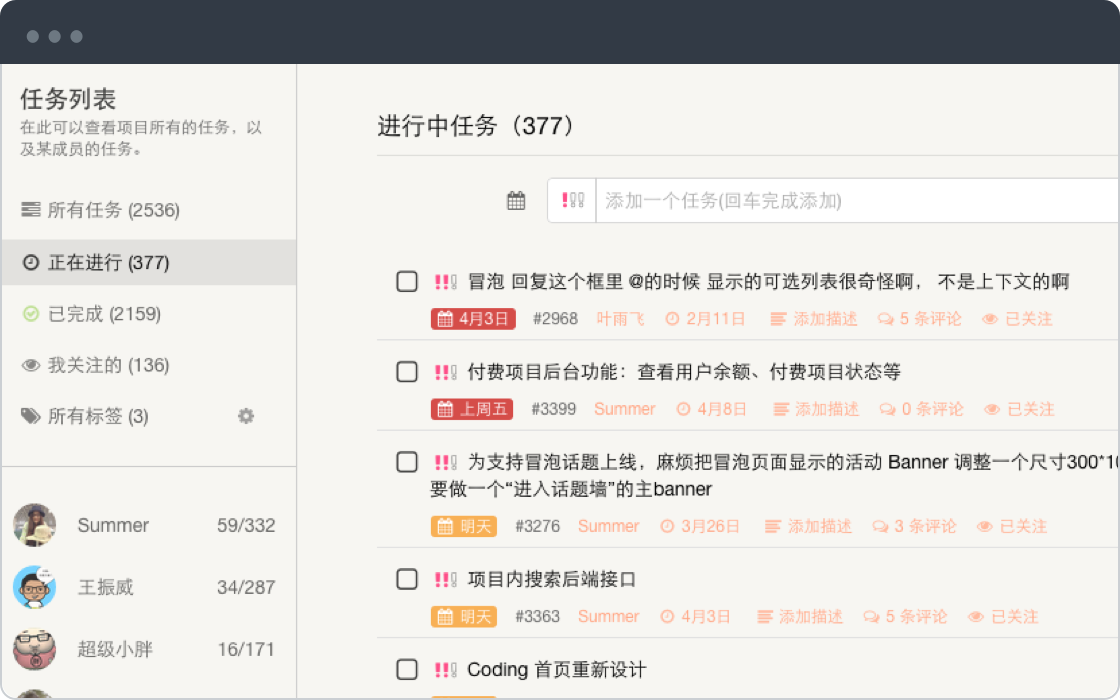 任务列表
在此可以查看项目所有的任务，以
及某成员的任务。
所有任务 (2536)
正在进行 (377)
已完成 (2159)
我关注的 (136)
所有标签 (3)
Summer 59/332
王振威 34/287
超级小胖 16/171
进行中任务（377）
添加一个任务(回车完成添加)
冒泡 回复这个框里 @的时候 显示的可选列表很奇怪啊， 不是上下文的啊
4月3日 #2968 叶雨飞 2月11日 添加描述 5 条评论 已关注
付费项目后台功能：查看用户余额、付费项目状态等
上周五 #3399 Summer 4月8日 添加描述 0 条评论 已关注
为支持冒泡话题上线，麻烦把冒泡页面显示的活动 Banner 调整一个尺寸300*10
要做一个“进入话题墙”的主banner
明天 #3276 Summer 3月26日 添加描述 3 条评论 已关注
项目内搜索后端接口
明天 #3363 Summer 4月3日 添加描述 5 条评论 已关注
Coding 首页重新设计